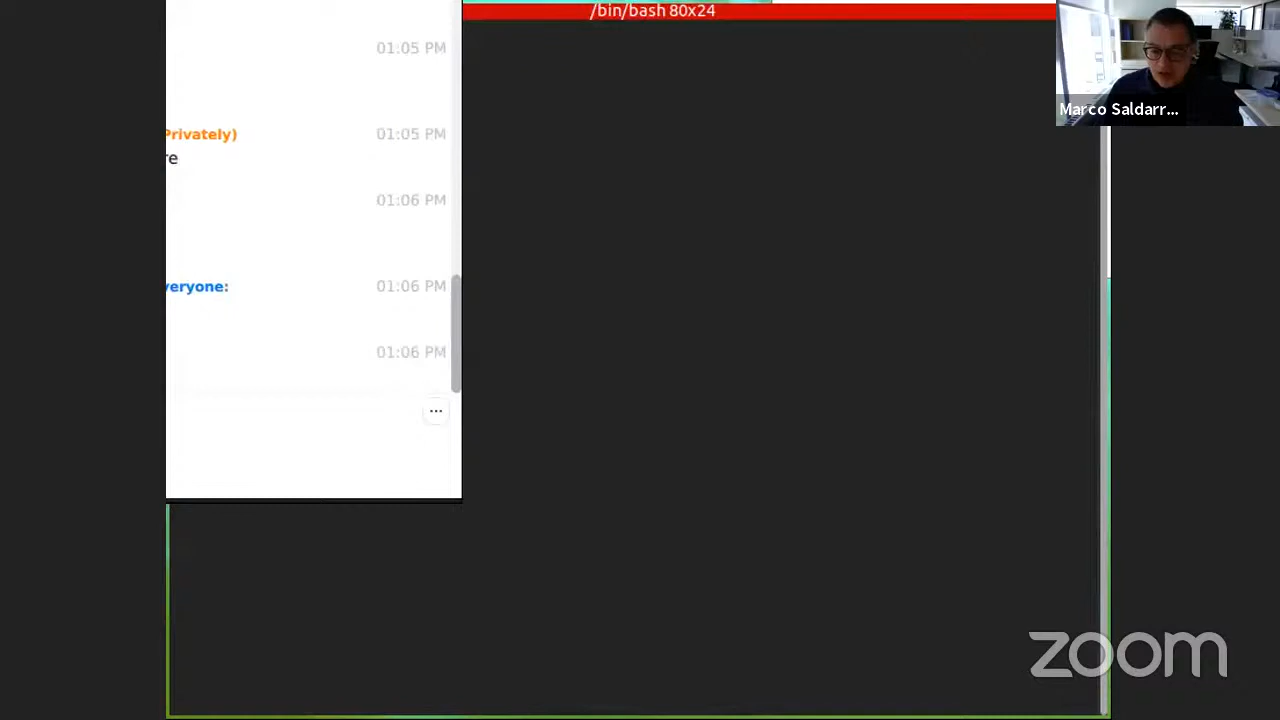 /bin/bash 80x24
01:05 PM
Privately) 01:05 PM
re
01:06 PM
veryone: 01:06 PM
01:06 PM
Marco Saldarr...
zoom